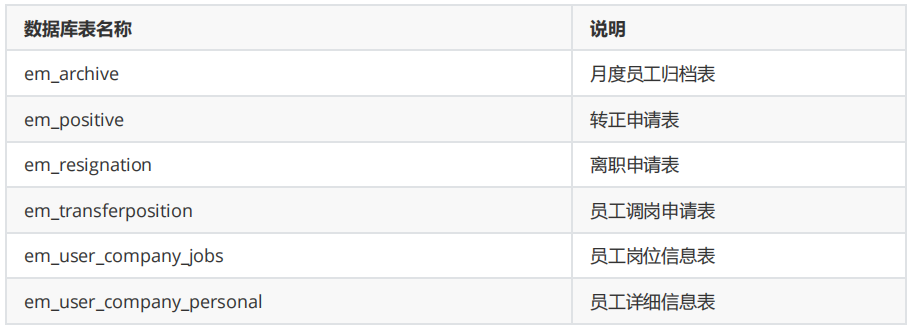 数据库表名称 说明
em_archive 月度员工归档表
em_positive 转正申请表
em_resignation 离职申请表
em_transferposition 员工调岗申请表
em_user_company_jobs 员工岗位信息表
em_user_company_personal 员工详细信息表